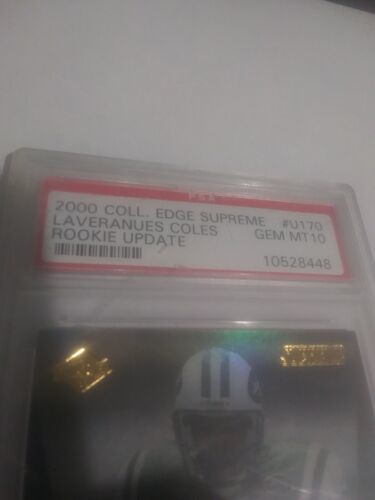 PSA
2000 COLL. EDGE SUPREME #U170
LAVERANUES COLES GEM MT10
ROOKIE UPDATE
10528448